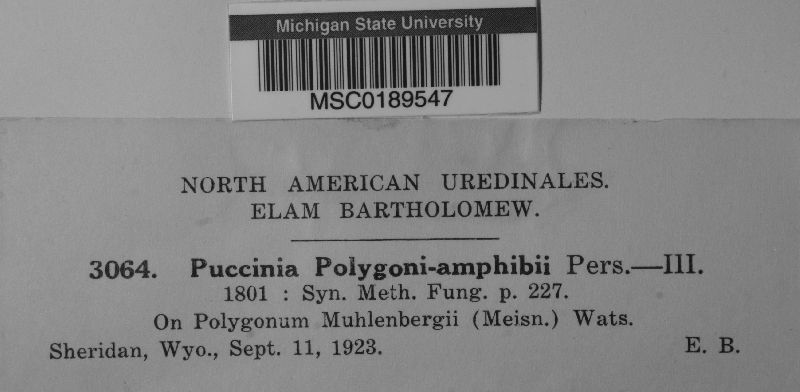 Michigan State University
MSC0189547
NORTH AMERICAN UREDINALES.
ELAM BARTHOLOMEW.
3064. Puccinia Polygoni-amphibii Pers.—III.
1801 : Syn. Meth. Fung. p. 227.
On Polygonum Muhlenbergii (Meisn.) Wats.
Sheridan, Wyo., Sept. 11, 1923. E. B.